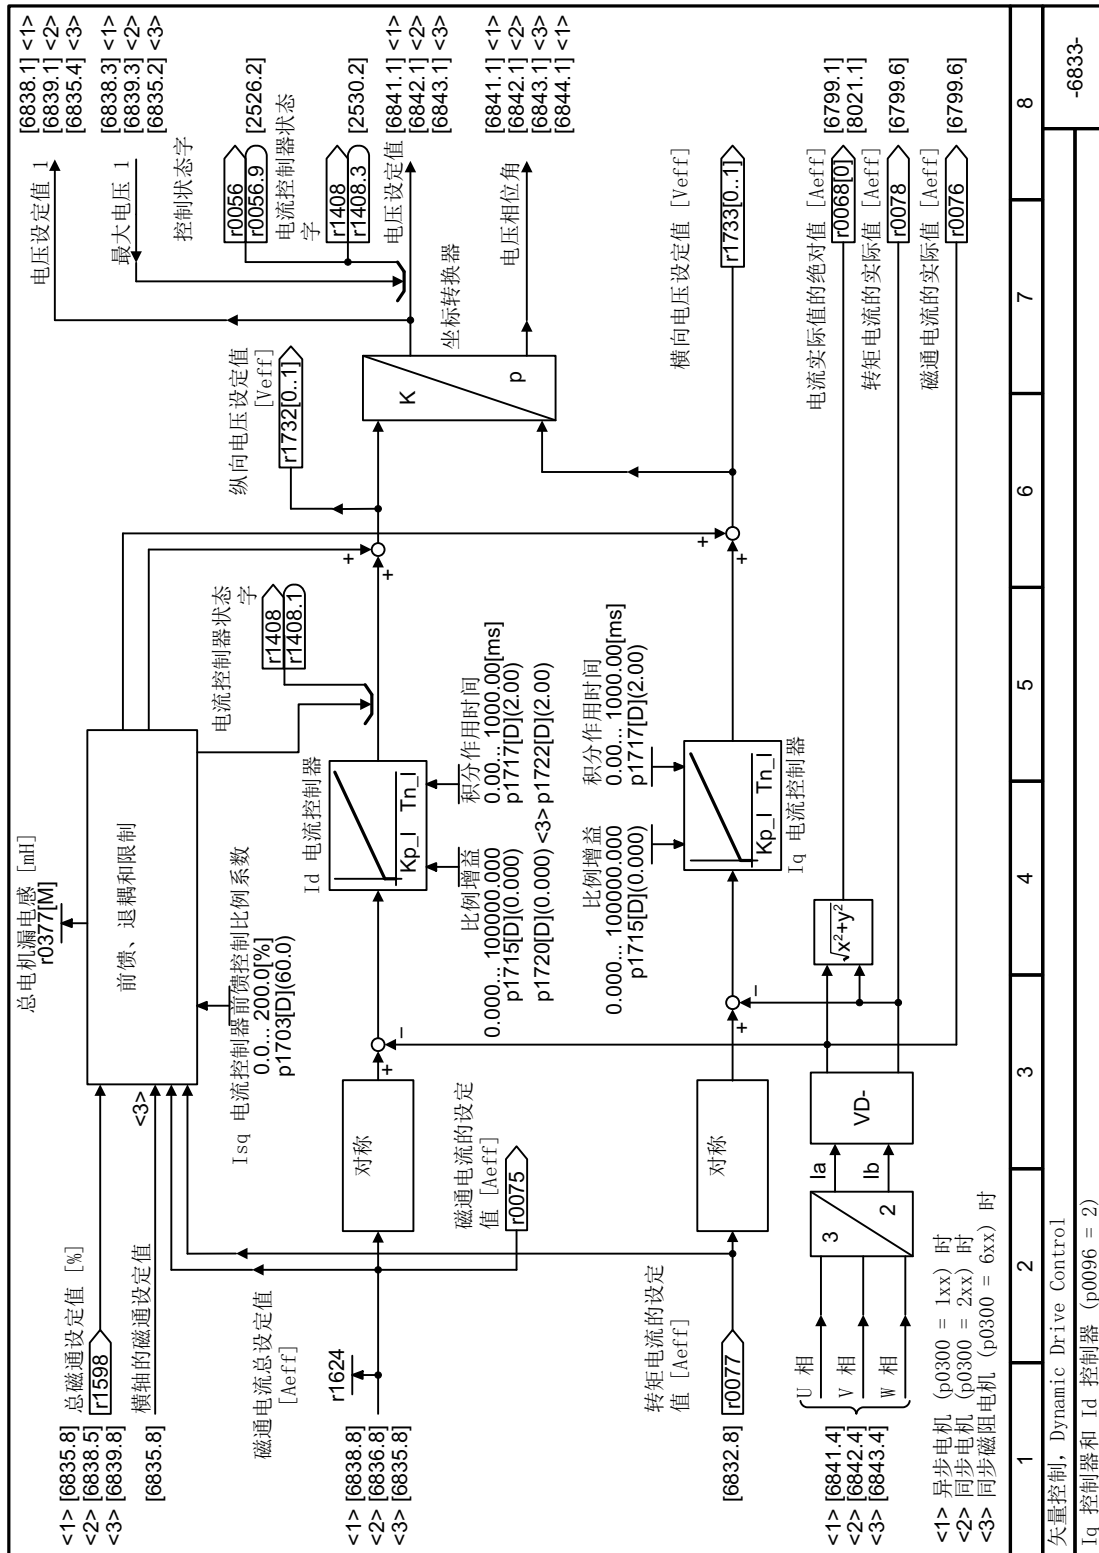 <1> [6835.8]
<2> [6838.5]
<3> [6839.8]
总磁通设定值 [%]
r1598
[6835.8]
横轴的磁通设定值
<3>
磁通电流总设定值
[Aeff]
r1624
<1> [6838.8]
<2> [6836.8]
<3> [6835.8]
转矩电流的设定
值 [Aeff]
[6832.8]
r0077
<1> [6841.4]
<2> [6842.4]
<3> [6843.4]
U 相
V 相
W 相
3
2
Ia
Ib
VD-
磁通电流的设定
值 [Aeff]
r0075
对称
对称
+
−
+
−
总电机漏电感 [mH]
r0377[M]
前馈、退耦和限制
Isq 电流控制器前馈控制比例系数
0.0... 200.0[%]
p1703[D](60.0)
Id 电流控制器
Kp_I Tn_I
比例增益
0.000... 100000.000
p1715[D](0.000)
p1720[D](0.000) <3>
积分作用时间
0.00... 1000.00[ms]
p1717[D](2.00)
p1722[D](2.00)
比例增益
0.000... 100000.000
p1715[D](0.000)
积分作用时间
0.00... 1000.00[ms]
p1717[D](2.00)
Kp_I Tn_I
Iq 电流控制器
√x²+y²
电流控制器状态
字
r1408
r1408.1
+
+
+
+
纵向电压设定值
[Veff]
r1732[0..1]
K
p
坐标转换器
电压设定值 1
[6838.1] <1>
[6839.1] <2>
[6835.4] <3>
最大电压 1
[6838.3] <1>
[6839.3] <2>
[6835.2] <3>
控制状态字
r0056
r0056.9
[2526.2]
电流控制器状态
字
r1408
r1408.3
[2530.2]
电压设定值
[6841.1] <1>
[6842.1] <2>
[6843.1] <3>
电压相位角
[6841.1] <1>
[6842.1] <2>
[6843.1] <3>
[6844.1] <1>
横向电压设定值 [Veff]
r1733[0..1]
电流实际值的绝对值 [Aeff]
r0068[0]
[6799.1]
[8021.1]
转矩电流的实际值 [Aeff]
r0078
[6799.6]
磁通电流的实际值 [Aeff]
r0076
[6799.6]
<1> 异步电机 (p0300 = 1xx) 时
<2> 同步电机 (p0300 = 2xx) 时
<3> 同步磁阻电机 (p0300 = 6xx) 时
1 2 3 4 5 6 7 8
矢量控制, Dynamic Drive Control
Iq 控制器和 Id 控制器 (p0096 = 2)
-6833-